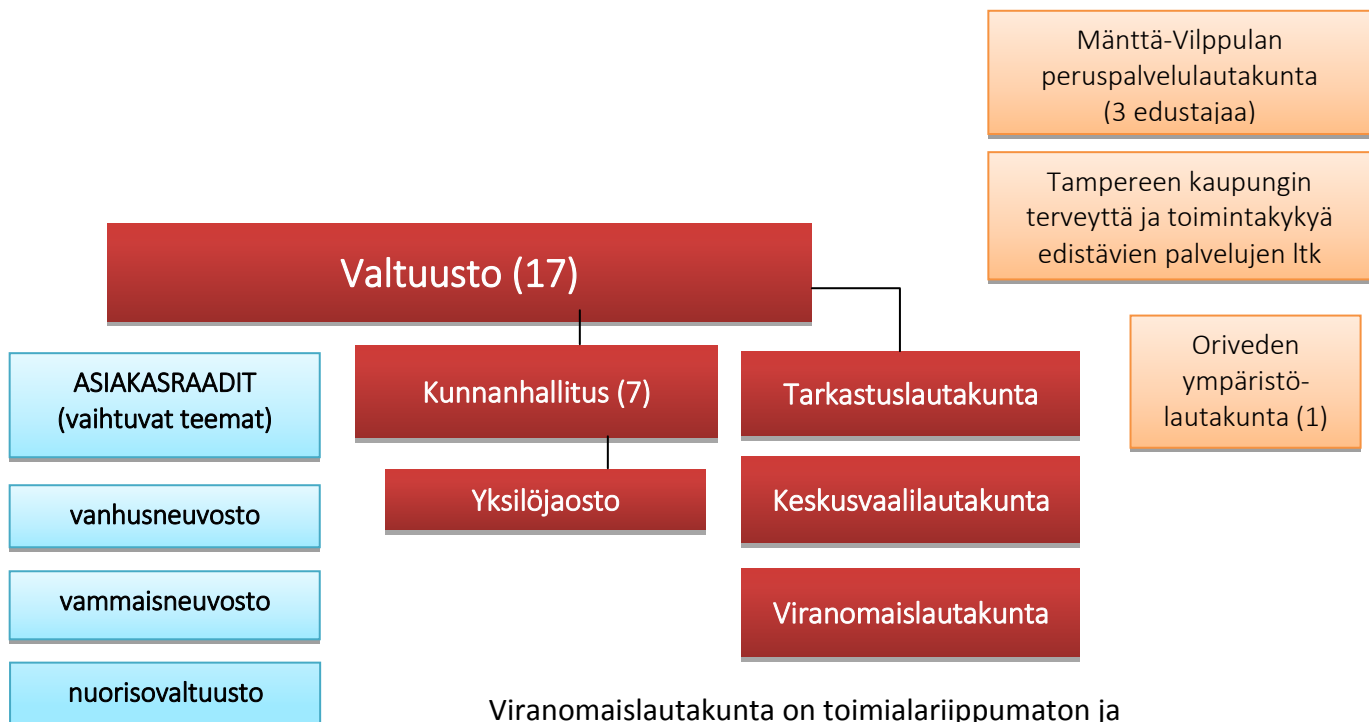 Mänttä-Vilppulan
peruspalvelulautakunta
(3 edustajaa)
Tampereen kaupungin
terveyttä ja toimintakykyä
edistävien palvelujen ltk
Valtuusto (17)
Oriveden
ympäristö-
lautakunta (1)
ASIAKASRAADIT
(vaihtuvat teemat)
Kunnanhallitus (7)
Tarkastuslautakunta
Yksilöjaosto
Keskusvaalilautakunta
vanhusneuvosto
vammaisneuvosto
Viranomaislautakunta
nuorisovaltuusto
Viranomaislautakunta on toimialariippumaton ja